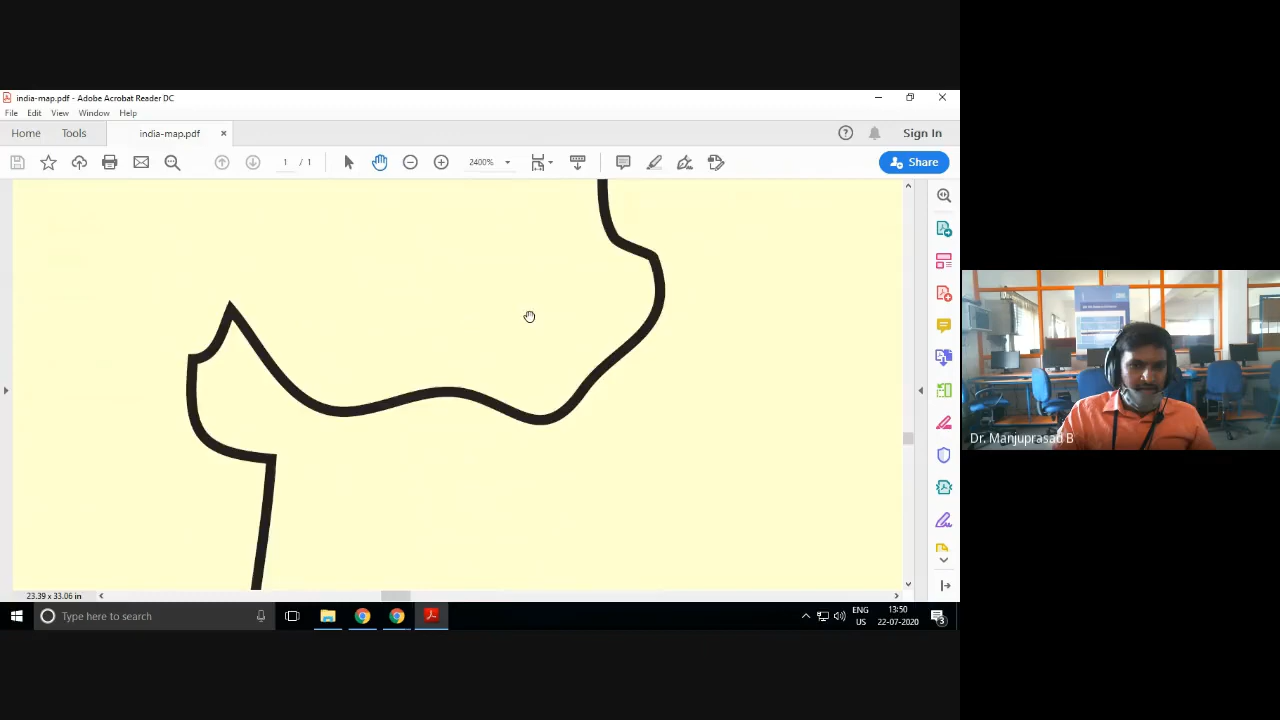 india-map.pdf - Adobe Acrobat Reader DC
File Edit View Window Help
Home Tools india-map.pdf Sign In
1 / 1 2400% Share
Dr. Manjuprasad B
23.39 x 33.06 in
Type here to search
ENG 13:50
US 22-07-2020 3